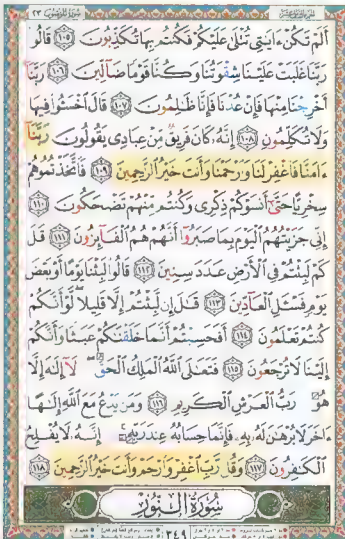 أَلَمْ تَكُنْ ءَايَـٰتِى تُتْلَىٰ عَلَيْكُمْ فَكُنتُم بِهَا تُكَذِّبُونَ ١٠٥ قَالُوا۟
رَبَّنَا غَلَبَتْ عَلَيْنَا شِقْوَتُنَا وَكُنَّا قَوْمًا ضَآلِّينَ ١٠٦ رَبَّنَآ
أَخْرِجْنَا مِنْهَا فَإِنْ عُدْنَا فَإِنَّا ظَـٰلِمُونَ ١٠٧ قَالَ ٱخْسَـُٔوا۟ فِيهَا
وَلَا تُكَلِّمُونِ ١٠٨ إِنَّهُۥ كَانَ فَرِيقٌ مِّنْ عِبَادِى يَقُولُونَ رَبَّنَآ
ءَامَنَّا فَٱغْفِرْ لَنَا وَٱرْحَمْنَا وَأَنتَ خَيْرُ ٱلرَّٰحِمِينَ ١٠٩ فَٱتَّخَذْتُمُوهُمْ
سِخْرِيًّا حَتَّىٰٓ أَنسَوْكُمْ ذِكْرِى وَكُنتُم مِّنْهُمْ تَضْحَكُونَ ١١٠
إِنِّى جَزَيْتُهُمُ ٱلْيَوْمَ بِمَا صَبَرُوٓا۟ أَنَّهُمْ هُمُ ٱلْفَآئِزُونَ ١١١ قَـٰلَ
كَمْ لَبِثْتُمْ فِى ٱلْأَرْضِ عَدَدَ سِنِينَ ١١٢ قَالُوا۟ لَبِثْنَا يَوْمًا أَوْ بَعْضَ
يَوْمٍ فَسْـَٔلِ ٱلْعَآدِّينَ ١١٣ قَـٰلَ إِن لَّبِثْتُمْ إِلَّا قَلِيلًا لَّوْ أَنَّكُمْ
كُنتُمْ تَعْلَمُونَ ١١٤ أَفَحَسِبْتُمْ أَنَّمَا خَلَقْنَـٰكُمْ عَبَثًا وَأَنَّكُمْ
إِلَيْنَا لَا تُرْجَعُونَ ١١٥ فَتَعَـٰلَى ٱللَّهُ ٱلْمَلِكُ ٱلْحَقُّ لَآ إِلَـٰهَ إِلَّا
هُوَ رَبُّ ٱلْعَرْشِ ٱلْكَرِيمِ ١١٦ وَمَن يَدْعُ مَعَ ٱللَّهِ إِلَـٰهًا
ءَاخَرَ لَا بُرْهَـٰنَ لَهُۥ بِهِۦ فَإِنَّمَا حِسَابُهُۥ عِندَ رَبِّهِۦٓ إِنَّهُۥ لَا يُفْلِحُ
ٱلْكَـٰفِرُونَ ١١٧ وَقُل رَّبِّ ٱغْفِرْ وَٱرْحَمْ وَأَنتَ خَيْرُ ٱلرَّٰحِمِينَ ١١٨
سُورَةُ النُّورِ
٣٤٩